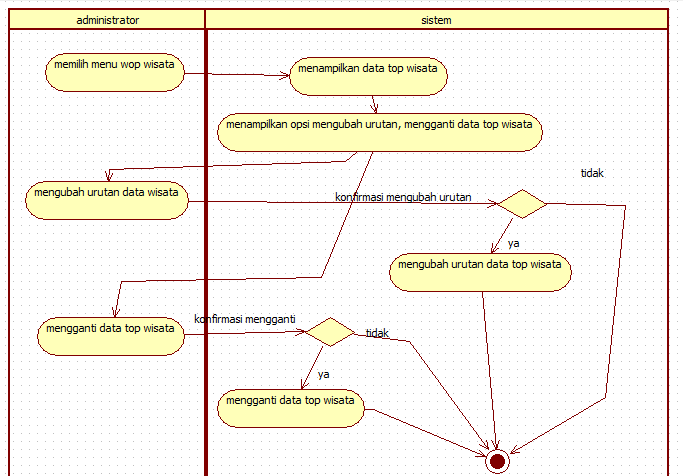 administrator
sistem
memilih menu wop wisata
menampilkan data top wisata
menampilkan opsi mengubah urutan, mengganti data top wisata
mengubah urutan data wisata
konfirmasi mengubah urutan
tidak
ya
mengubah urutan data top wisata
mengganti data top wisata
konfirmasi mengganti
tidak
ya
mengganti data top wisata